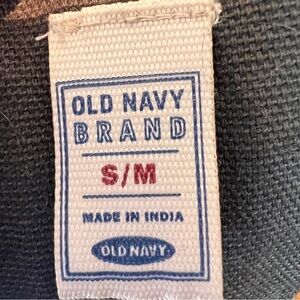 OLD NAVY
BRAND
S/M
MADE IN INDIA
OLD NAVY